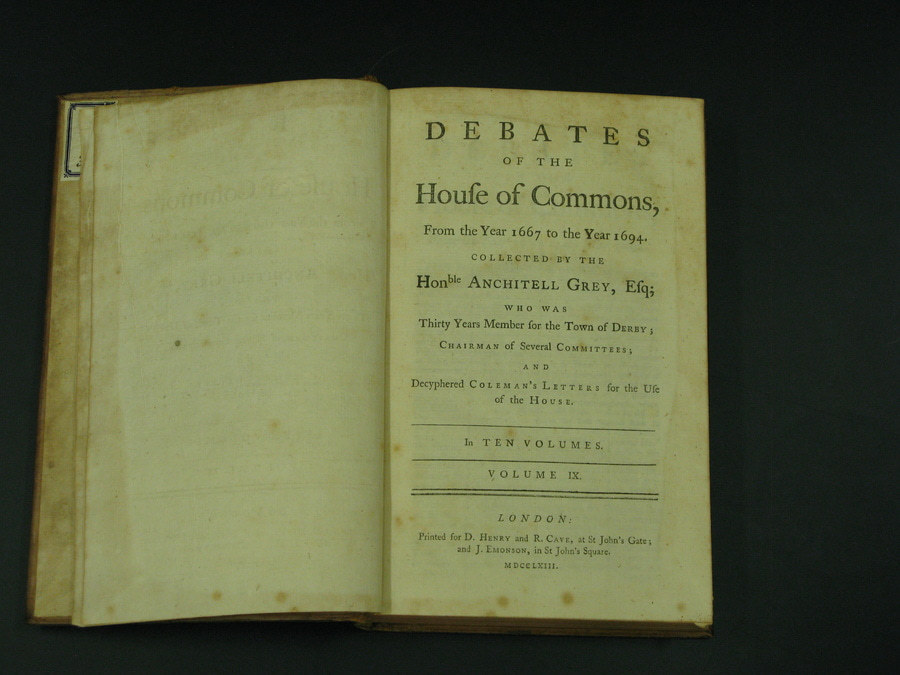 DEBATES
OF THE
Houſe of Commons,
From the Year 1667 to the Year 1694.
COLLECTED BY THE
Honble ANCHITELL GREY, Eſq;
WHO WAS
Thirty Years Member for the Town of DERBY;
CHAIRMAN of Several COMMITTEES;
AND
Decyphered COLEMAN'S LETTERS for the Uſe
of the HOUSE.
In TEN VOLUMES.
VOLUME IX.
LONDON:
Printed for D. HENRY and R. CAVE, at St John's Gate;
and J. EMONSON, in St John's Square.
MDCCLXIII.